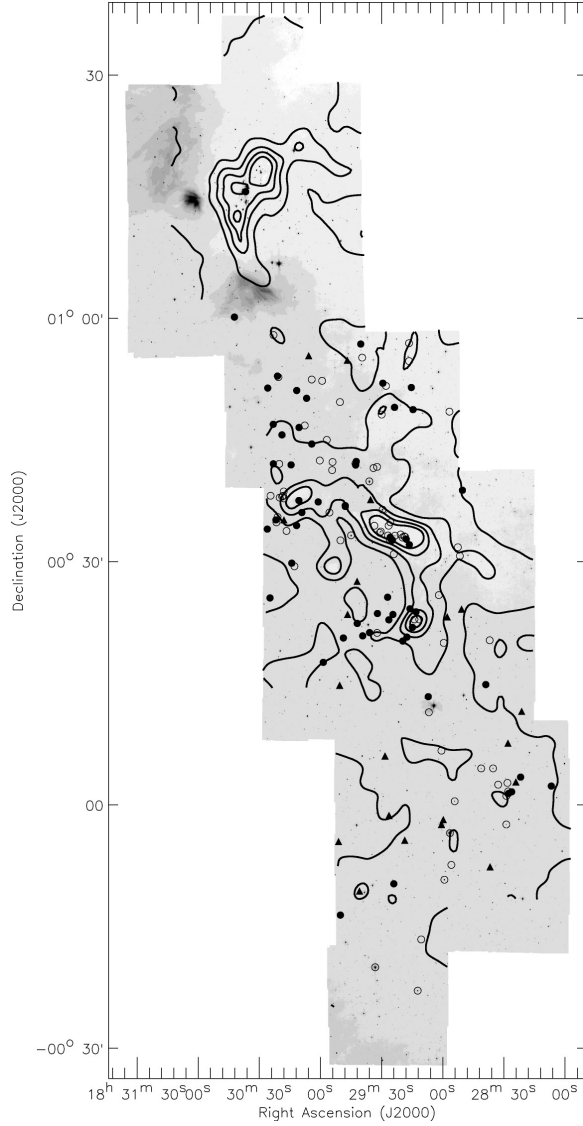 30
01° 00'
00° 30'
00
−00° 30'
Declination (J2000)
18ʰ 31ᵐ 30ˢ 00ˢ 30ᵐ 30ˢ 00ˢ 29ᵐ 30ˢ 00ˢ 28ᵐ 30ˢ 00ˢ
Right Ascension (J2000)